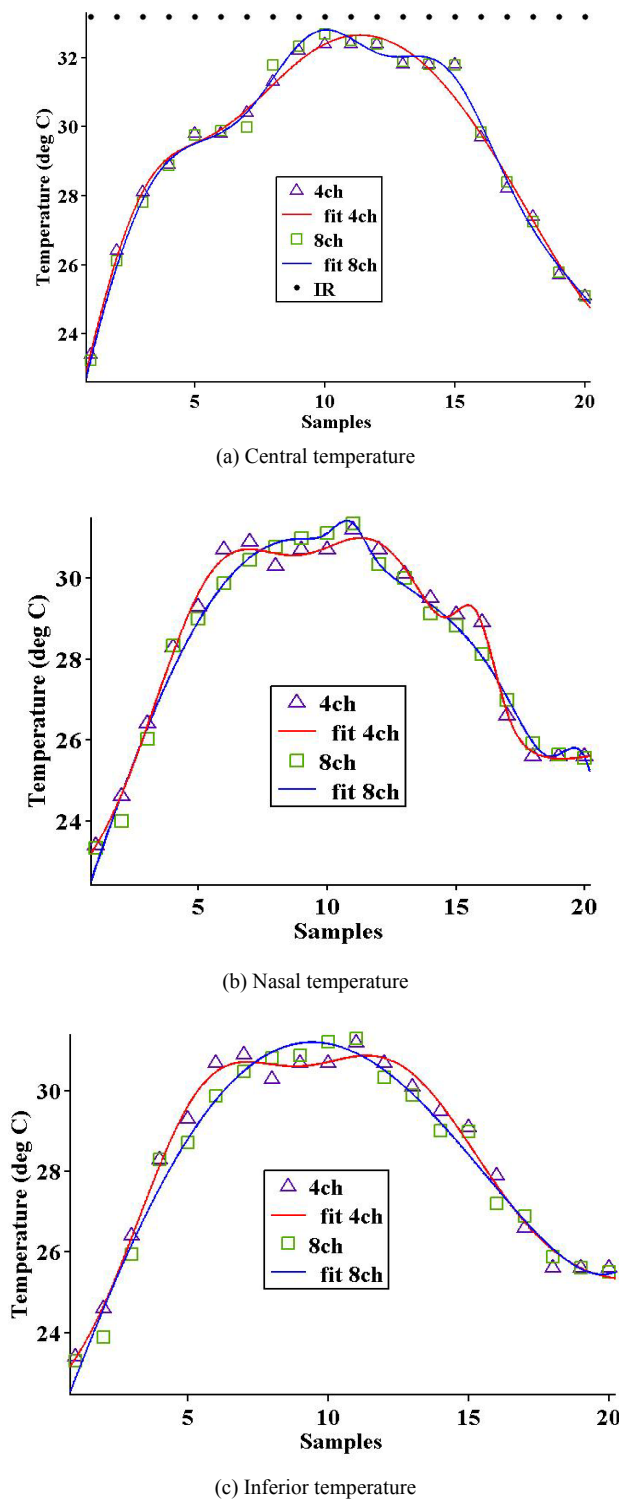 32
30
28
26
24
Temperature (deg C)
4ch
fit 4ch
8ch
fit 8ch
IR
5
10
15
20
Samples
(a) Central temperature
30
28
26
24
Temperature (deg C)
4ch
fit 4ch
8ch
fit 8ch
5
10
15
20
Samples
(b) Nasal temperature
30
28
26
24
Temperature (deg C)
4ch
fit 4ch
8ch
fit 8ch
5
10
15
20
Samples
(c) Inferior temperature